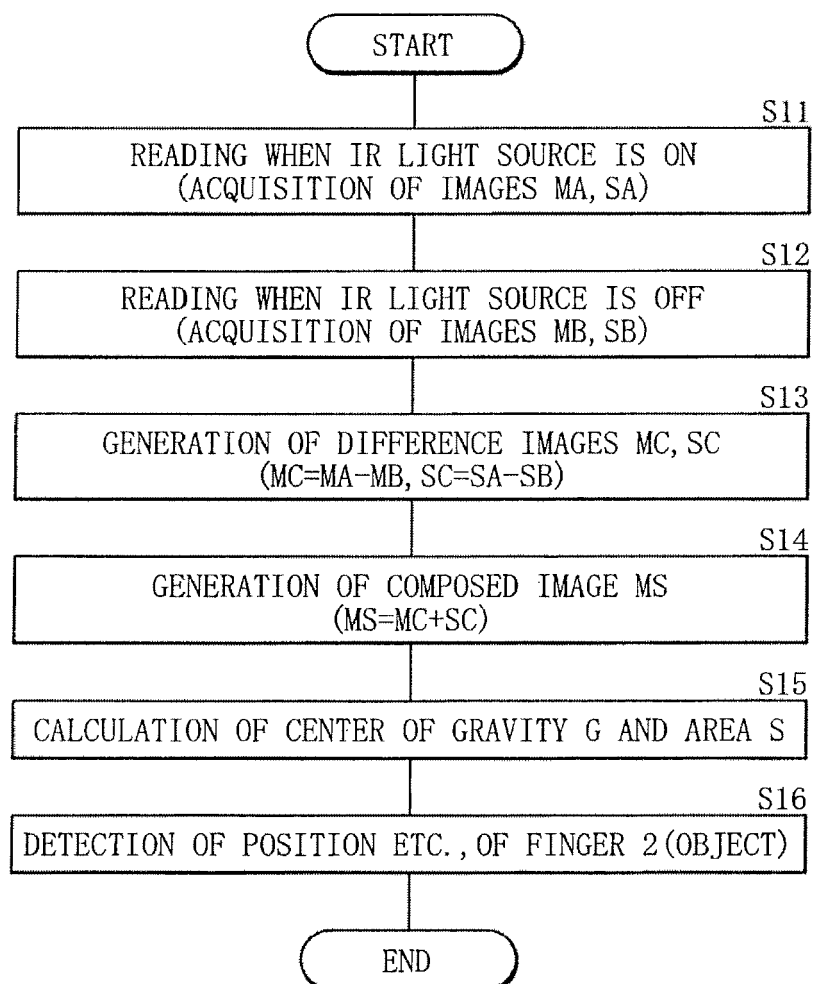 START
S11
READING WHEN IR LIGHT SOURCE IS ON
(ACQUISITION OF IMAGES MA, SA)
S12
READING WHEN IR LIGHT SOURCE IS OFF
(ACQUISITION OF IMAGES MB, SB)
S13
GENERATION OF DIFFERENCE IMAGES MC, SC
(MC=MA-MB, SC=SA-SB)
S14
GENERATION OF COMPOSED IMAGE MS
(MS=MC+SC)
S15
CALCULATION OF CENTER OF GRAVITY G AND AREA S
S16
DETECTION OF POSITION ETC., OF FINGER 2(OBJECT)
END